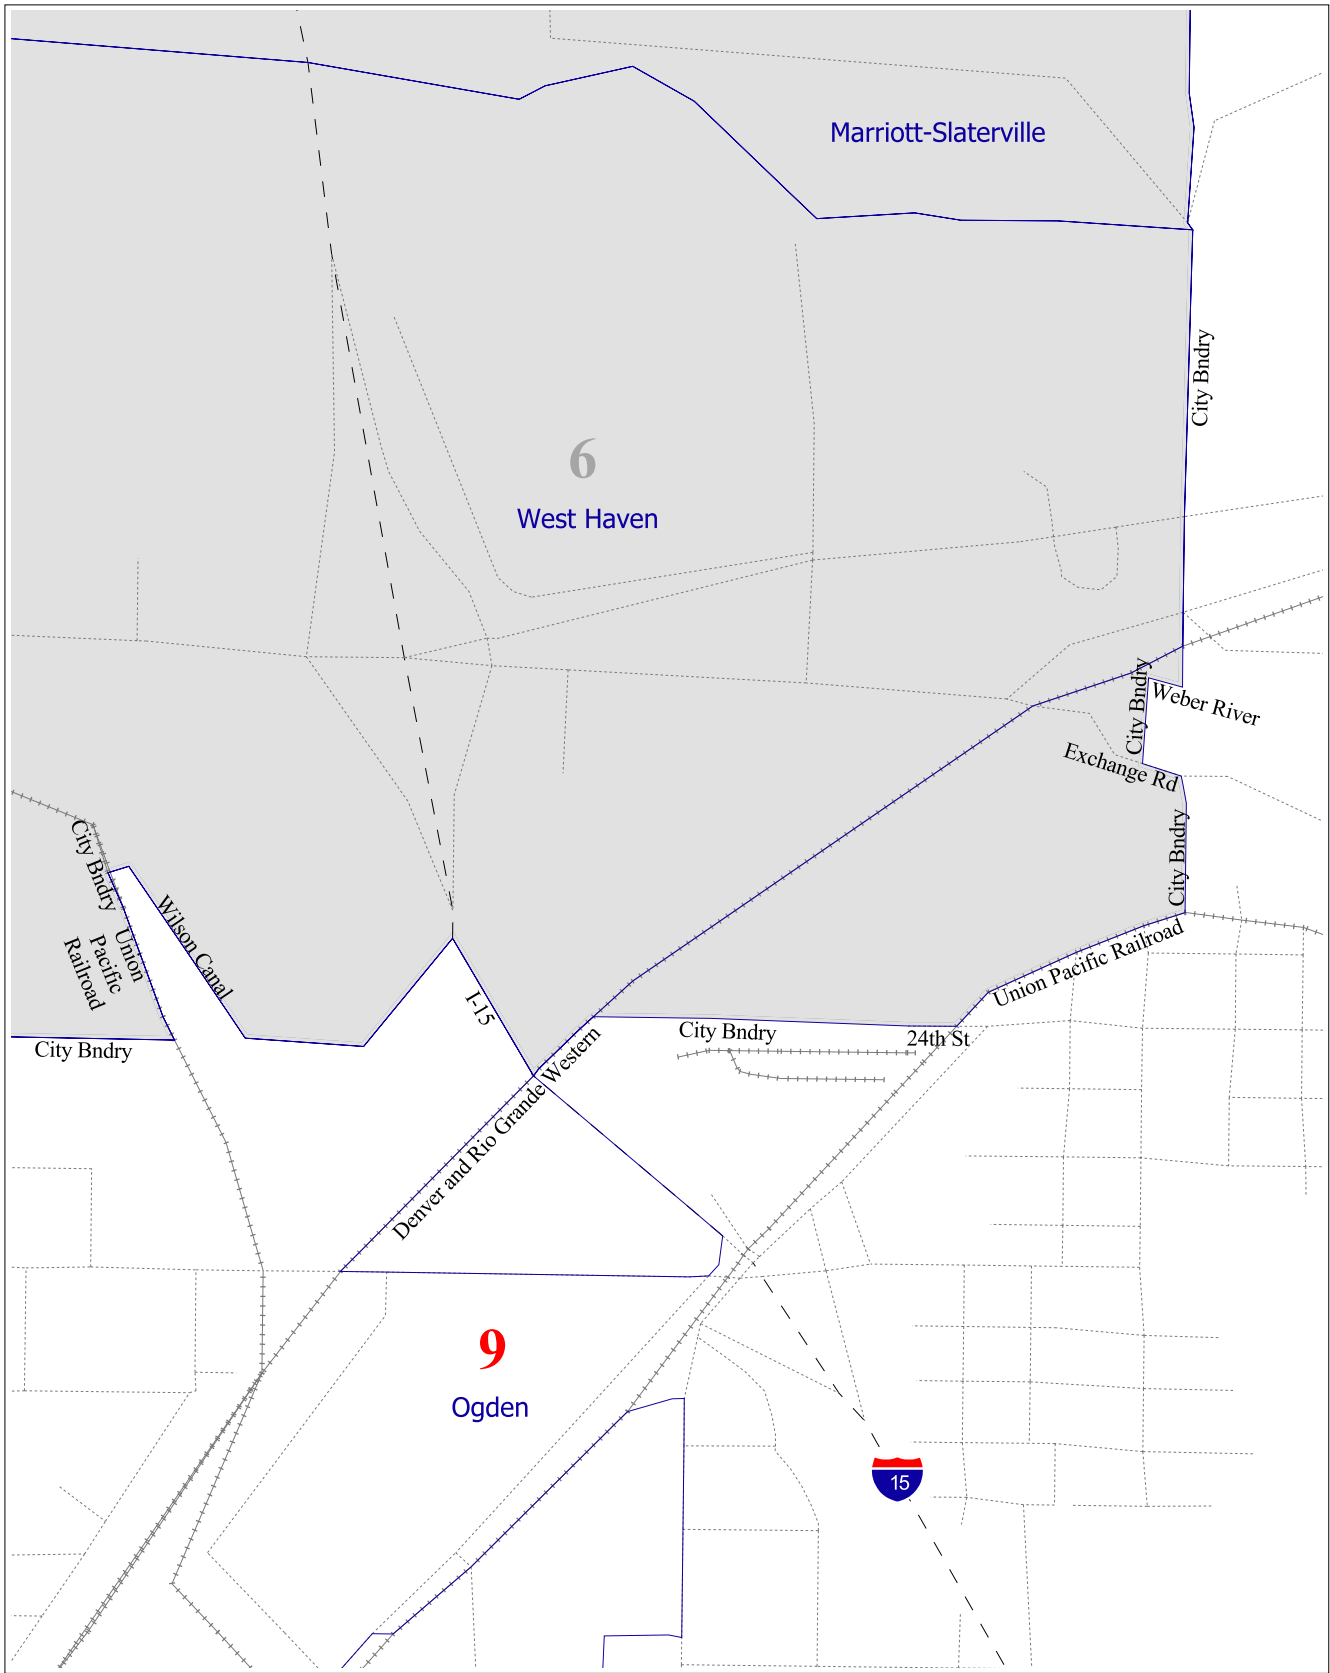 Marriott-Slaterville
City Bndry
6
West Haven
City Bndry
Weber River
Exchange Rd
City Bndry
City Bndry
Union
Pacific
Railroad
Wilson Canal
I-15
Union Pacific Railroad
City Bndry
24th St
City Bndry
Denver and Rio Grande Western
9
Ogden
15